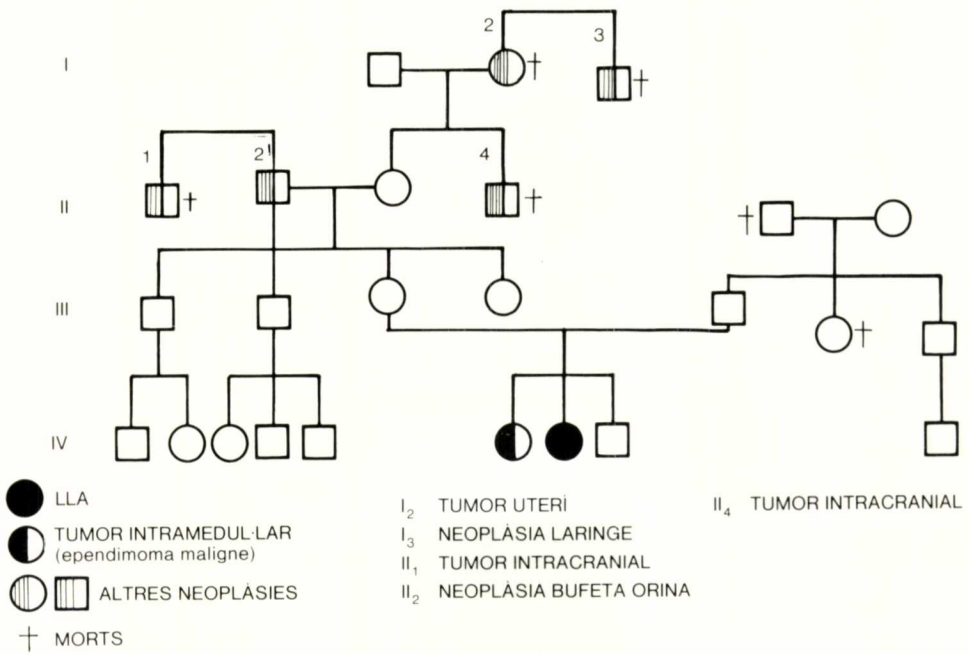 2
3
I
1
2
4
II
III
IV
LLA
TUMOR INTRAMEDUL·LAR
(ependimoma maligne)
ALTRES NEOPLÀSIES
MORTS
I₂ TUMOR UTERÍ
I₃ NEOPLÀSIA LARINGE
II₁ TUMOR INTRACRANIAL
II₂ NEOPLÀSIA BUFETA ORINA
II₄ TUMOR INTRACRANIAL